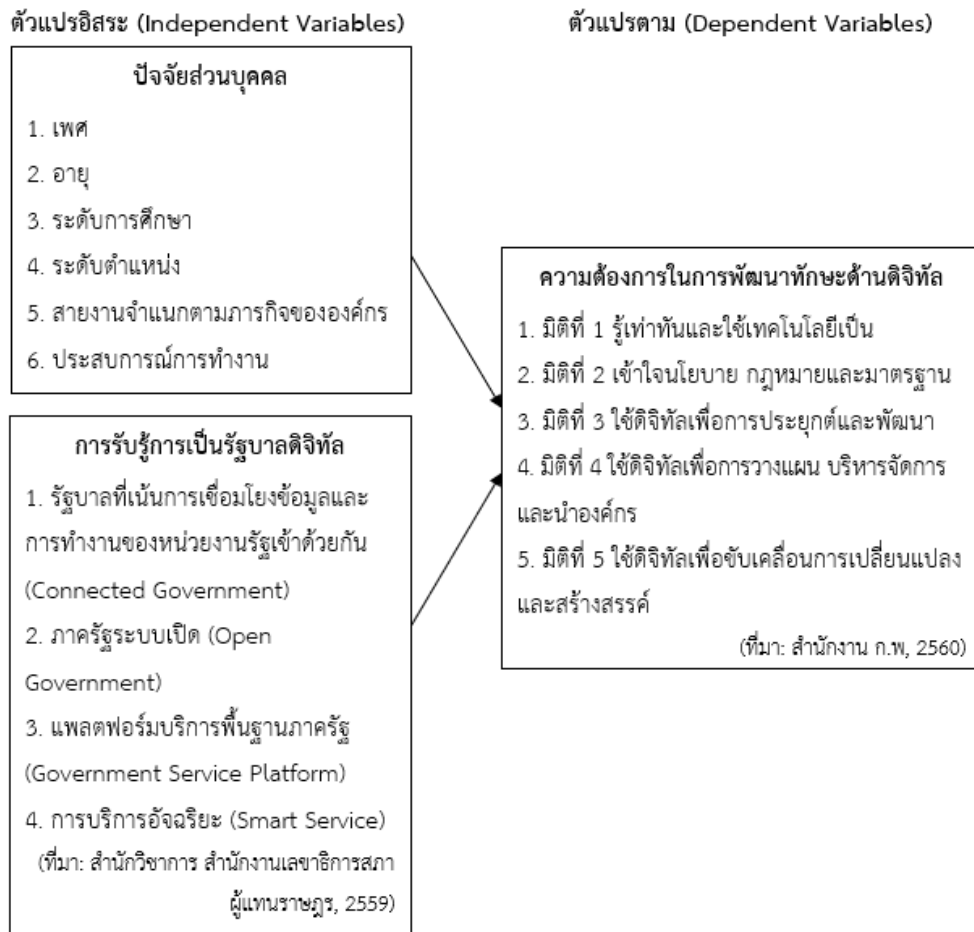 ตัวแปรอิสระ (Independent Variables)
ปัจจัยส่วนบุคคล
1. เพศ
2. อายุ
3. ระดับการศึกษา
4. ระดับตำแหน่ง
5. สายงานจำแนกตามภารกิจขององค์กร
6. ประสบการณ์การทำงาน
การรับรู้การเป็นรัฐบาลดิจิทัล
1. รัฐบาลที่เน้นการเชื่อมโยงข้อมูลและ
การทำงานของหน่วยงานรัฐเข้าด้วยกัน
(Connected Government)
2. ภาครัฐระบบเปิด (Open
Government)
3. แพลตฟอร์มบริการพื้นฐานภาครัฐ
(Government Service Platform)
4. การบริการอัจฉริยะ (Smart Service)
(ที่มา: สำนักวิชาการ สำนักงานเลขาธิการสภา
ผู้แทนราษฎร, 2559)
ตัวแปรตาม (Dependent Variables)
ความต้องการในการพัฒนาทักษะด้านดิจิทัล
1. มิติที่ 1 รู้เท่าทันและใช้เทคโนโลยีเป็น
2. มิติที่ 2 เข้าใจนโยบาย กฎหมายและมาตรฐาน
3. มิติที่ 3 ใช้ดิจิทัลเพื่อการประยุกต์และพัฒนา
4. มิติที่ 4 ใช้ดิจิทัลเพื่อการวางแผน บริหารจัดการ
และนำองค์กร
5. มิติที่ 5 ใช้ดิจิทัลเพื่อขับเคลื่อนการเปลี่ยนแปลง
และสร้างสรรค์
(ที่มา: สำนักงาน ก.พ, 2560)